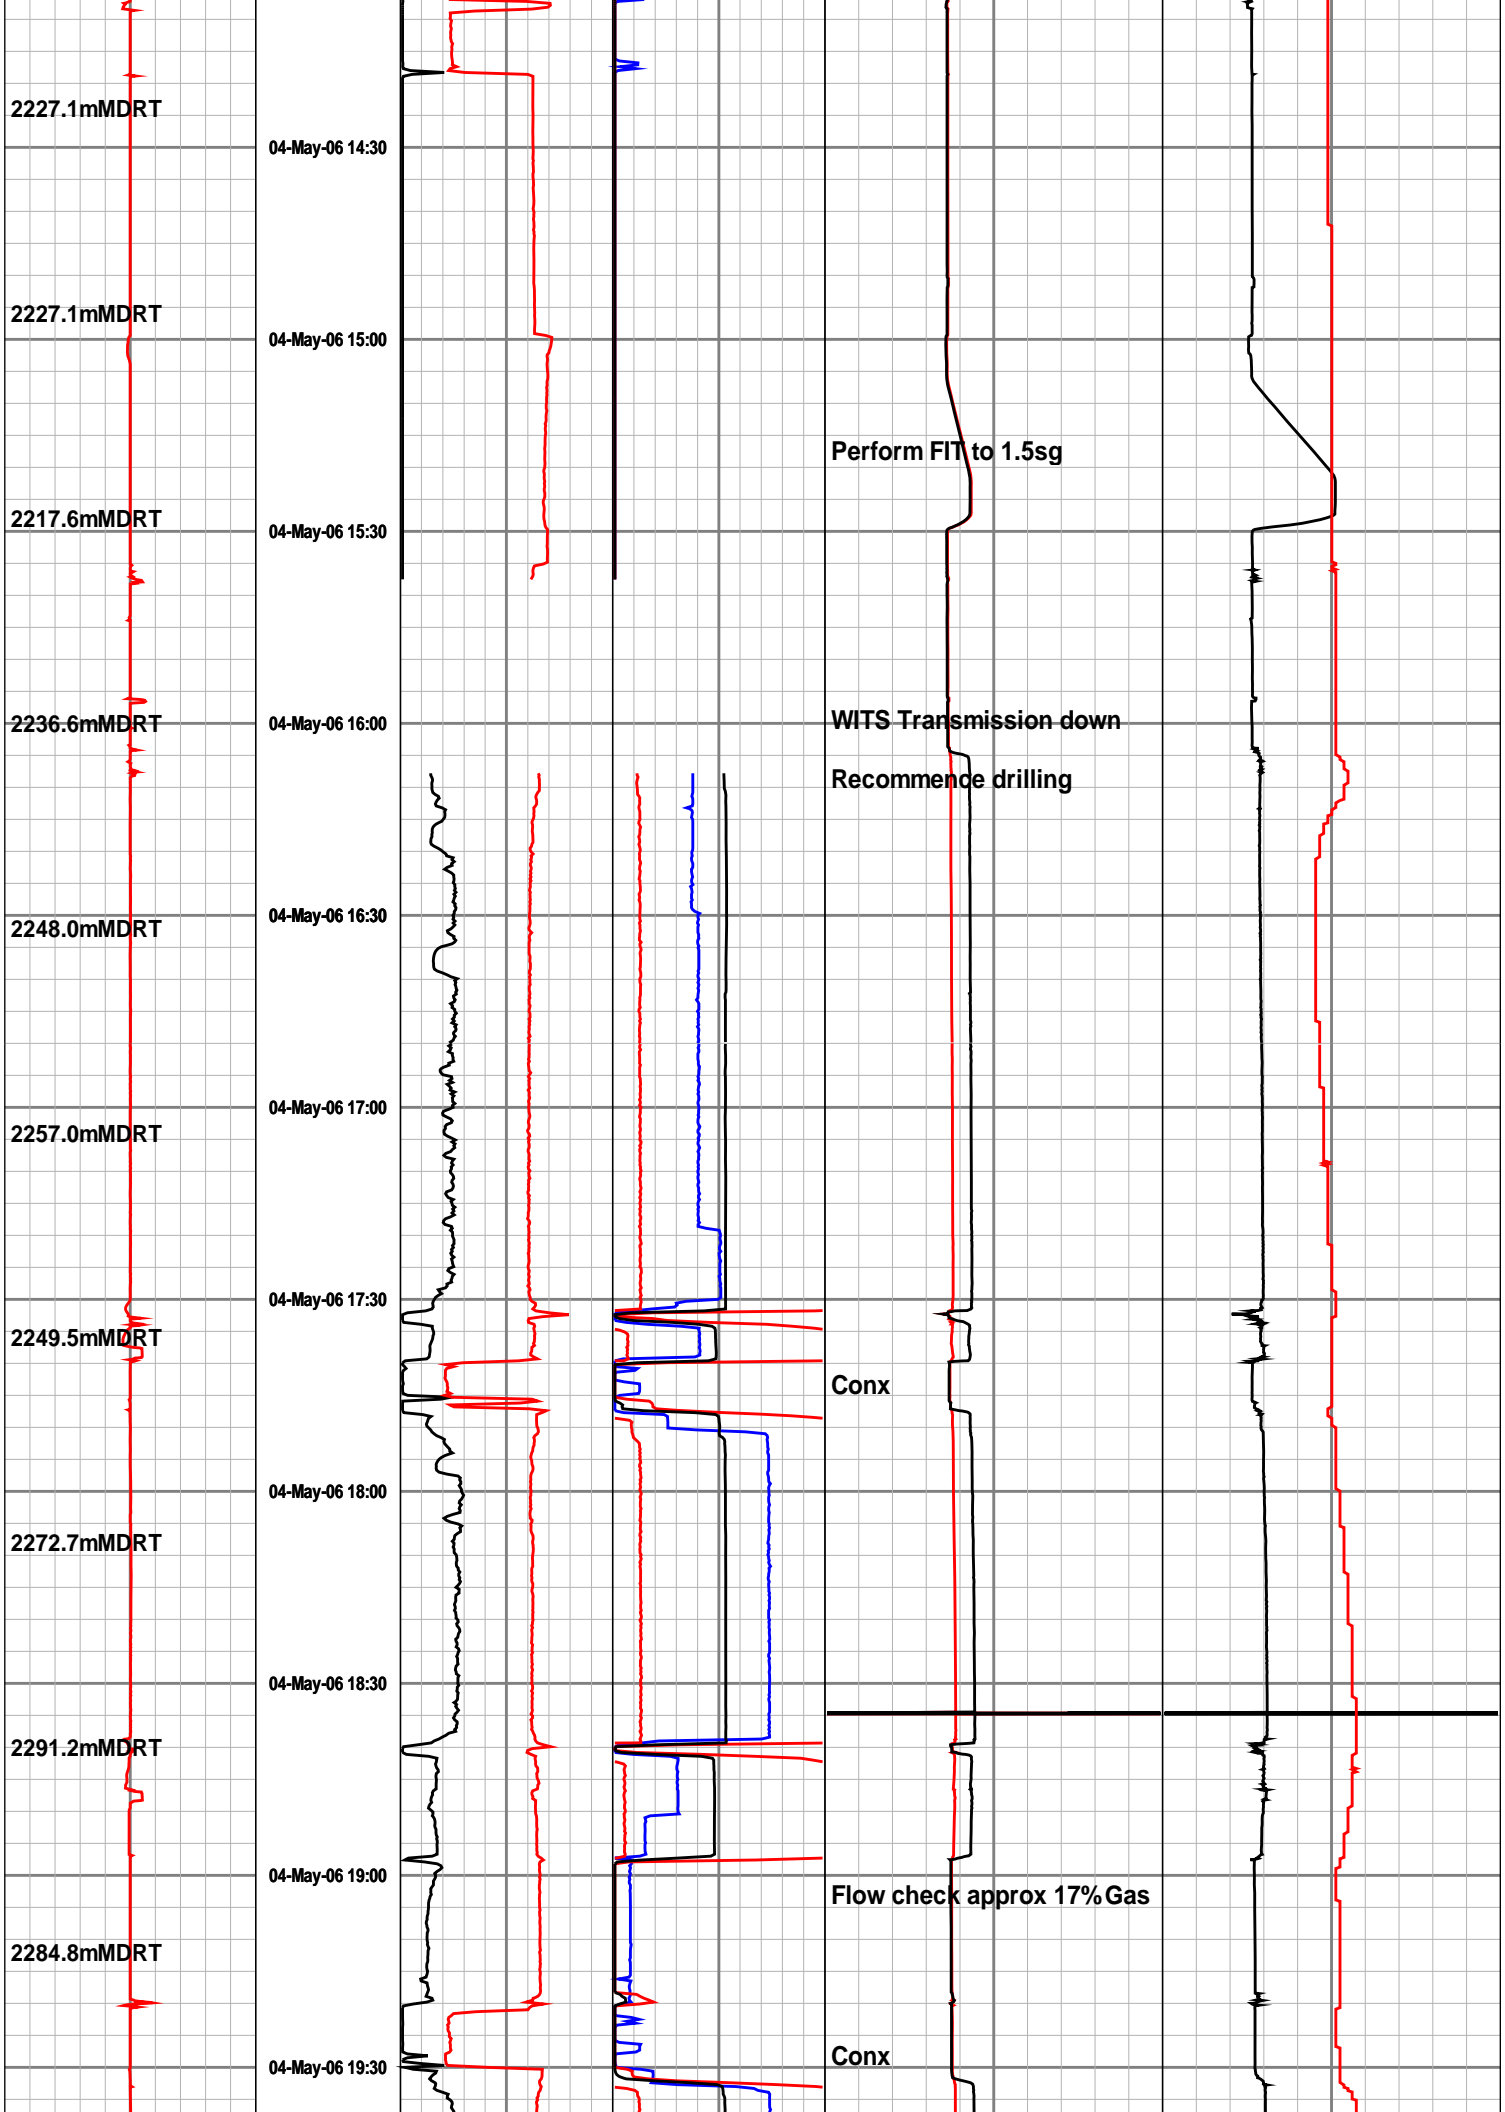 2227.1mMDRT
04-May-06 14:30
2227.1mMDRT
04-May-06 15:00
Perform FIT to 1.5sg
2217.6mMDRT
04-May-06 15:30
2236.6mMDRT
04-May-06 16:00
WITS Transmission down
Recommence drilling
04-May-06 16:30
2248.0mMDRT
04-May-06 17:00
2257.0mMDRT
04-May-06 17:30
2249.5mMDRT
Conx
04-May-06 18:00
2272.7mMDRT
04-May-06 18:30
2291.2mMDRT
04-May-06 19:00
Flow check approx 17% Gas
2284.8mMDRT
Conx
04-May-06 19:30